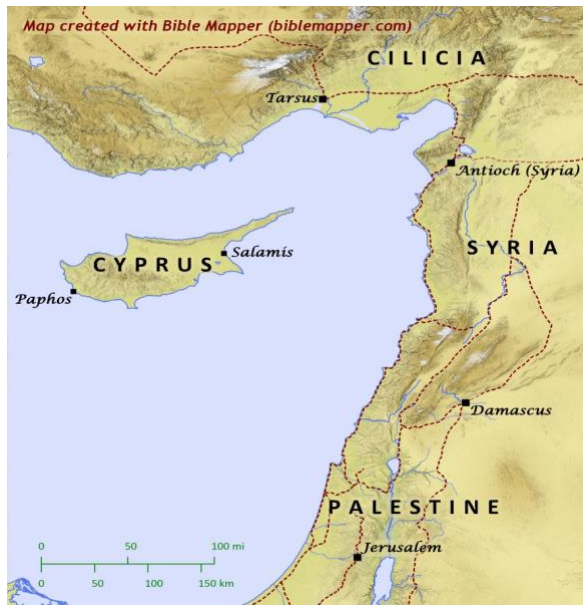 Map created with Bible Mapper (biblemapper.com)
CILICIA
Tarsus
Antioch (Syria)
SYRIA
Salamis
CYPRUS
Paphos
Damascus
PALESTINE
Jerusalem
0 50 100 mi
0 50 100 150 km